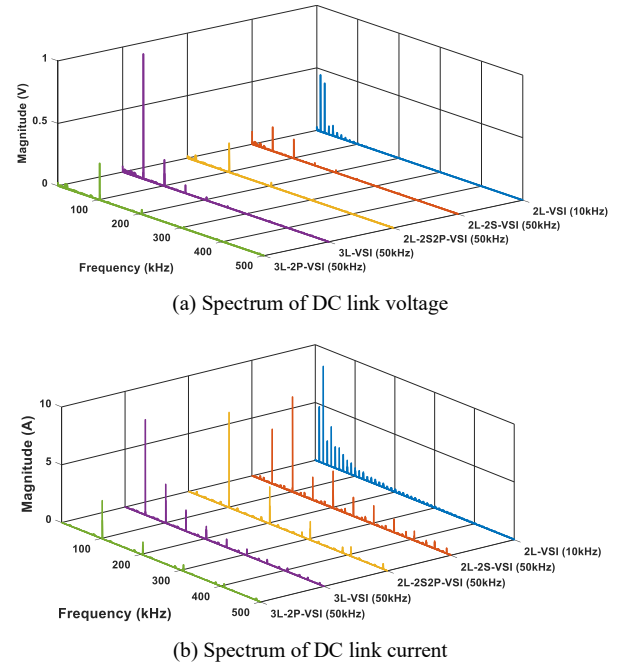 1
0.5
0
Magnitude (V)
100
200
300
400
500
Frequency (kHz)
2L-VSI (10kHz)
2L-2S-VSI (50kHz)
2L-2S2P-VSI (50kHz)
3L-VSI (50kHz)
3L-2P-VSI (50kHz)
(a) Spectrum of DC link voltage
10
5
0
Magnitude (A)
100
200
300
400
500
Frequency (kHz)
2L-VSI (10kHz)
2L-2S-VSI (50kHz)
2L-2S2P-VSI (50kHz)
3L-VSI (50kHz)
3L-2P-VSI (50kHz)
(b) Spectrum of DC link current